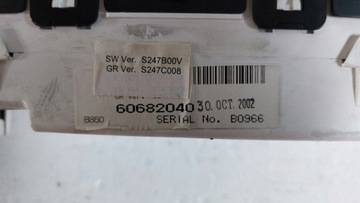 SW Ver. S247B00V
GR Ver. S247C008
60682040 30. OCT. 2002
B860 SERIAL No. B0966